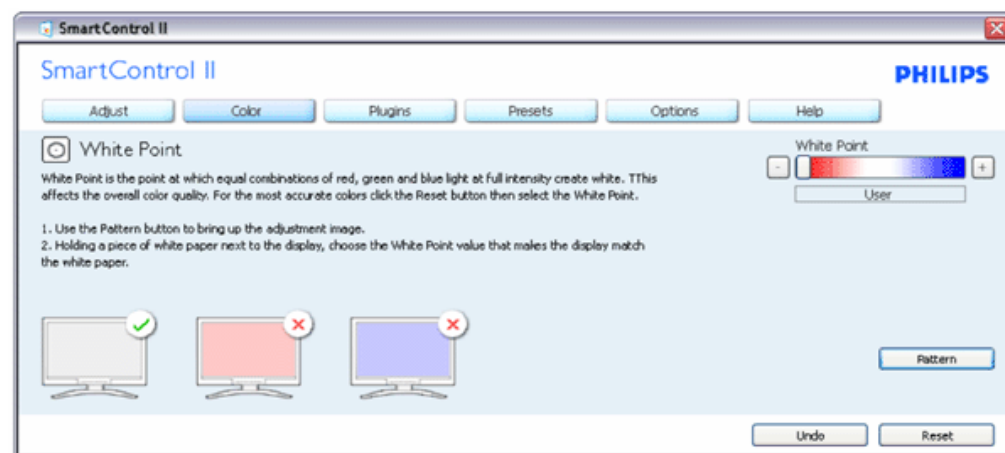 SmartControl II
SmartControl II
PHILIPS
Adjust
Color
Plugins
Presets
Options
Help
White Point
White Point is the point at which equal combinations of red, green and blue light at full intensity create white. TThis
affects the overall color quality. For the most accurate colors click the Reset button then select the White Point.
1. Use the Pattern button to bring up the adjustment image.
2. Holding a piece of white paper next to the display, choose the White Point value that makes the display match
the white paper.
White Point
- +
User
Pattern
Undo
Reset